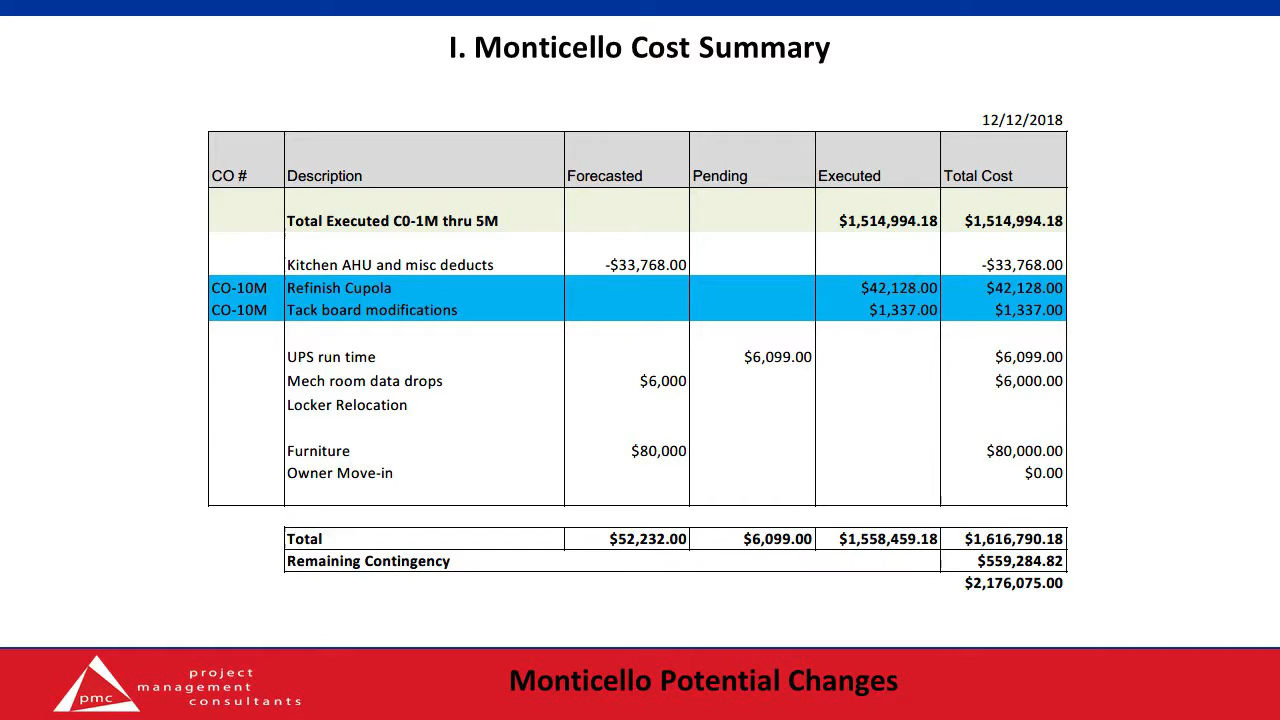 I. Monticello Cost Summary
12/12/2018
CO # Description Forecasted Pending Executed Total Cost
Total Executed C0-1M thru 5M $1,514,994.18 $1,514,994.18
Kitchen AHU and misc deducts -$33,768.00 -$33,768.00
CO-10M Refinish Cupola $42,128.00 $42,128.00
CO-10M Tack board modifications $1,337.00 $1,337.00
UPS run time $6,099.00 $6,099.00
Mech room data drops $6,000 $6,000.00
Locker Relocation
Furniture $80,000 $80,000.00
Owner Move-in $0.00
Total $52,232.00 $6,099.00 $1,558,459.18 $1,616,790.18
Remaining Contingency $559,284.82
$2,176,075.00
pmc
project
management
consultants
Monticello Potential Changes